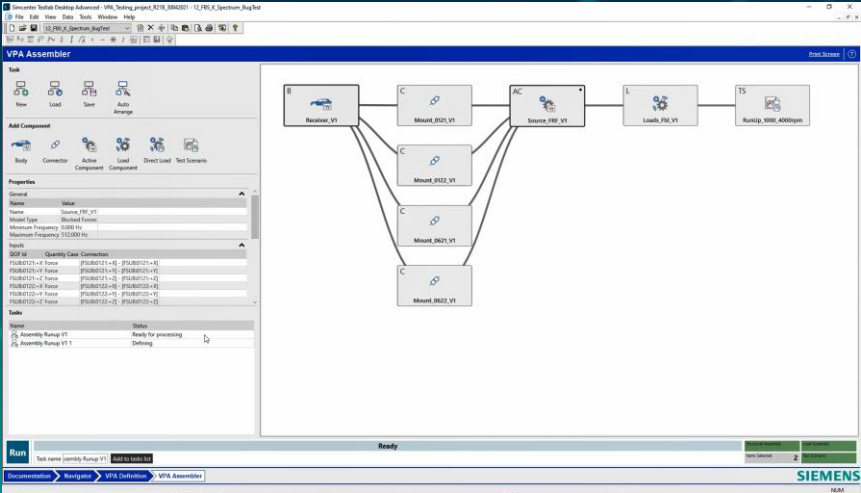 Simcenter Testlab Desktop Advanced - VPA_Testing_project_R21B_30042021 - 12_FBS_K_Spectrum_BugTest
File Edit View Data Tools Window Help
12_FBS_K_Spectrum_BugTest
VPA Assembler
Print Screen
Task
New Load Save Auto Arrange
Add Component
Body Connector Active Component Load Component Direct Load Test Scenario
Properties
General
Name Value
Name Source_FRF_V1
Model Type Blocked Forces
Minimum Frequency 0.000 Hz
Maximum Frequency 512.000 Hz
Inputs
DOF Id Quantity Case Connection
FSUB:0121:+X Force [FSUB:0121:+X] - [FSUB:0121:+X]
FSUB:0121:+Y Force [FSUB:0121:+Y] - [FSUB:0121:+Y]
FSUB:0121:+Z Force [FSUB:0121:+Z] - [FSUB:0121:+Z]
FSUB:0122:+X Force [FSUB:0122:+X] - [FSUB:0122:+X]
FSUB:0122:+Y Force [FSUB:0122:+Y] - [FSUB:0122:+Y]
FSUB:0122:+Z Force [FSUB:0122:+Z] - [FSUB:0122:+Z]
Tasks
Name Status
Assembly Runup V1 Ready for processing
Assembly Runup V1 1 Defining
B
Receiver_V1
C
Mount_0121_V1
C
Mount_0122_V1
C
Mount_0621_V1
C
Mount_0622_V1
AC
Source_FRF_V1
L
Loads_Fbl_V1
TS
RunUp_1000_4000rpm
Run
Ready
Task name sembly Runup V1 Add to tasks list
Items Selected 2
Documentation Navigator VPA Definition VPA Assembler
SIEMENS
NUM